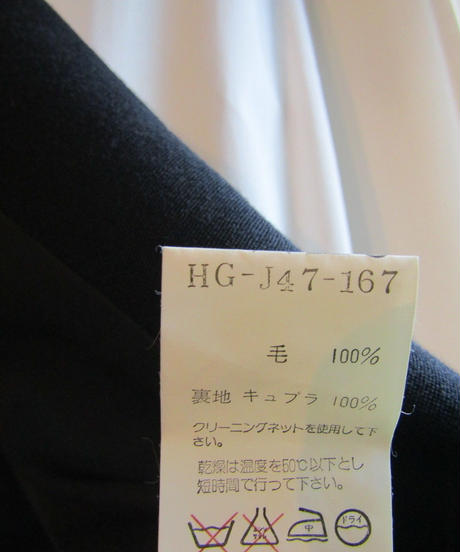 HG-J47-167
毛 100%
裏地 キュプラ 100%
クリーニングネットを使用して下
さい。
乾燥は温度を50℃以下とし
短時間で行って下さい。
中 ドライ